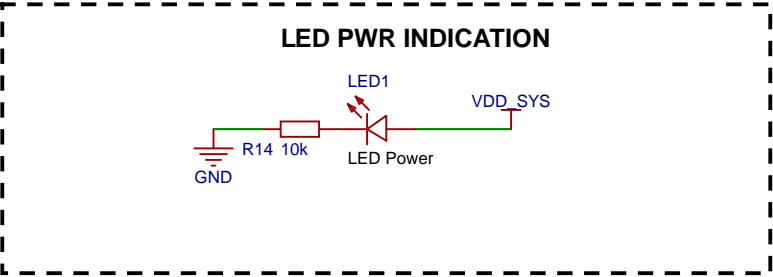 LED PWR INDICATION
LED1
VDD_SYS
R14 10k
LED Power
GND